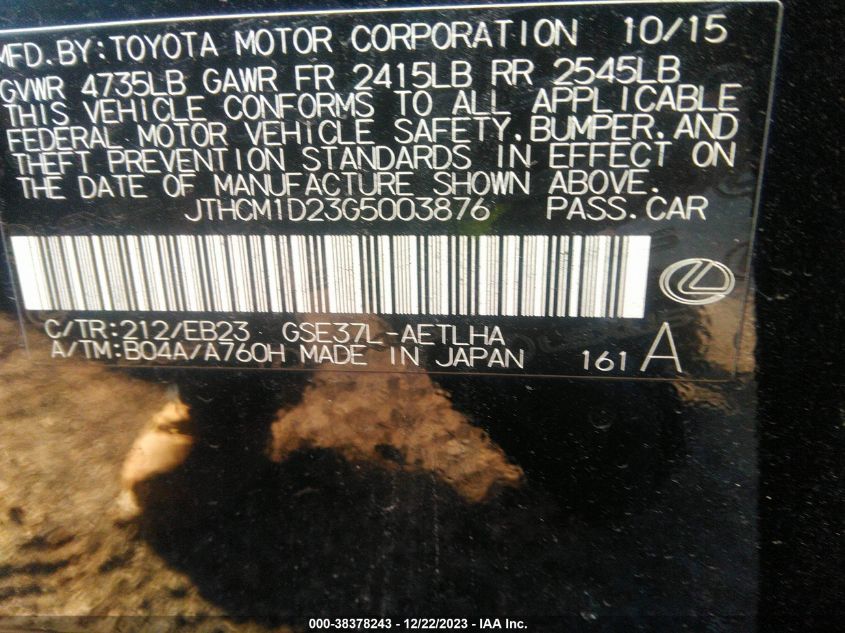 MFD.BY:TOYOTA MOTOR CORPORATION 10/15
GVWR 4735LB GAWR FR 2415LB RR 2545LB
THIS VEHICLE CONFORMS TO ALL APPLICABLE
FEDERAL MOTOR VEHICLE SAFETY,BUMPER,AND
THEFT PREVENTION STANDARDS IN EFFECT ON
THE DATE OF MANUFACTURE SHOWN ABOVE.
JTHCM1D23G5003876 PASS.CAR
C/TR:212/EB23 GSE37L-AETLHA
A/TM:B04A/A760H MADE IN JAPAN 161 A
000-38378243 - 12/22/2023 - IAA Inc.